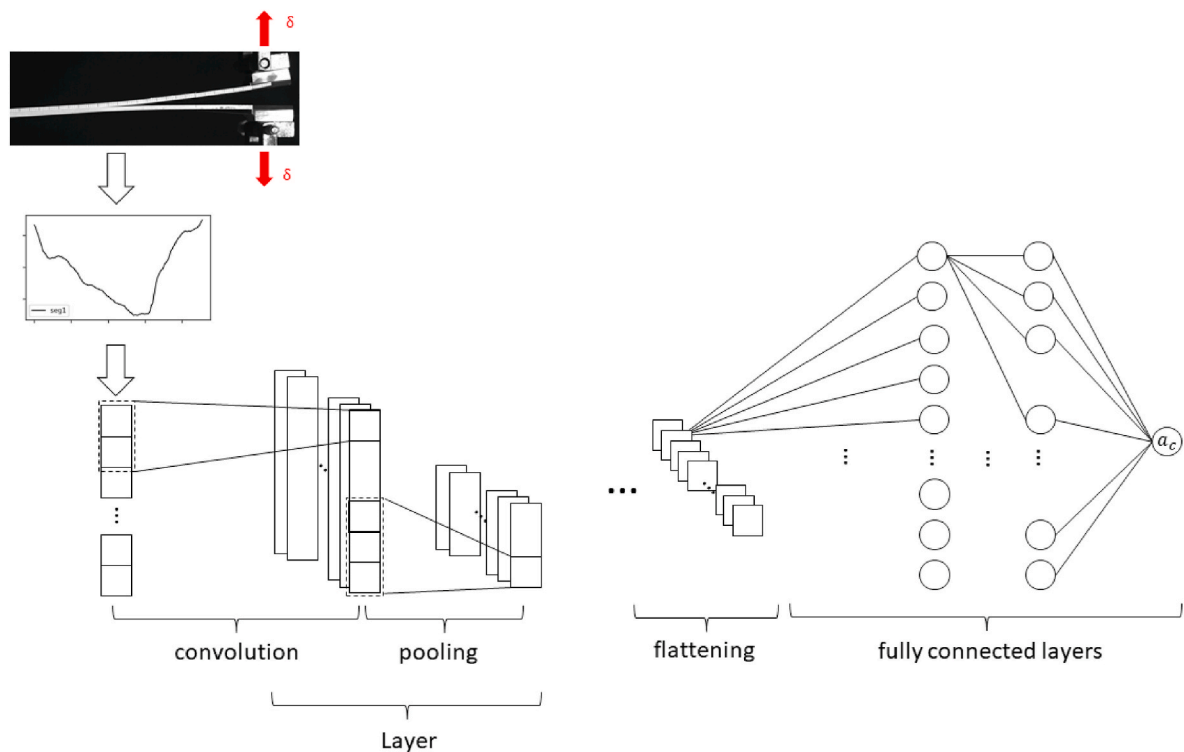 δ
δ
seg1
a_c
convolution
pooling
flattening
fully connected layers
Layer